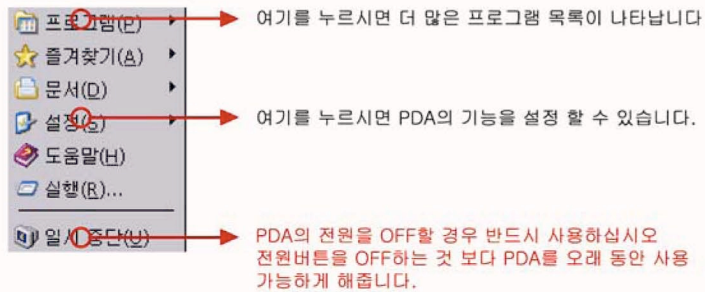 프로그램(P)
여기를 누르시면 더 많은 프로그램 목록이 나타납니다
즐겨찾기(A)
문서(D)
설정(S)
여기를 누르시면 PDA의 기능을 설정 할 수 있습니다.
도움말(H)
실행(R)...
일시 중단(U)
PDA의 전원을 OFF할 경우 반드시 사용하십시오
전원버튼을 OFF하는 것 보다 PDA를 오래 동안 사용
가능하게 해줍니다.